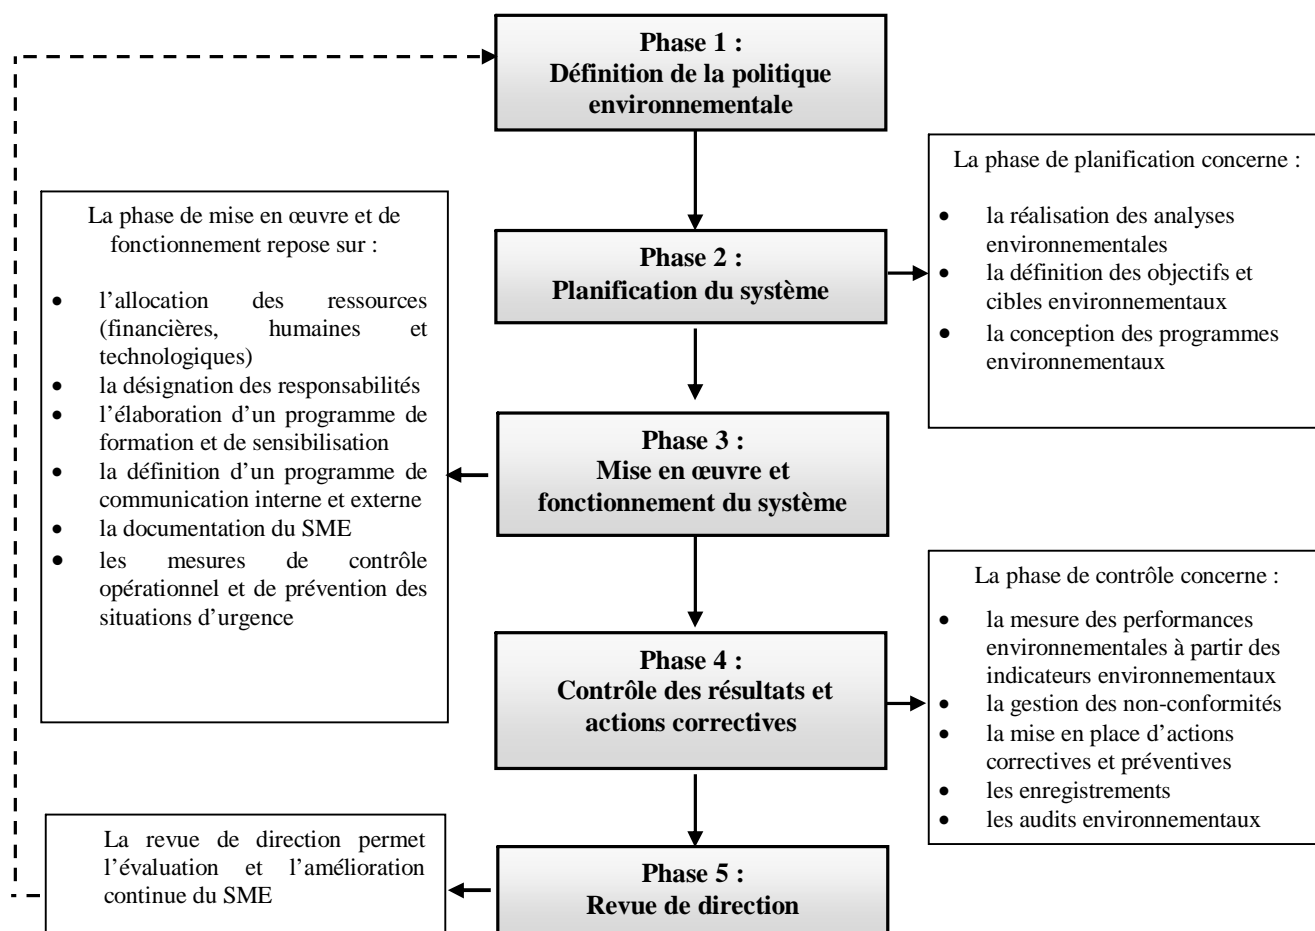 Phase 1 :
Définition de la politique
environnementale
La phase de planification concerne :
• la réalisation des analyses
environnementales
• la définition des objectifs et
cibles environnementaux
• la conception des programmes
environnementaux
Phase 2 :
Planification du système
La phase de mise en œuvre et de
fonctionnement repose sur :
• l’allocation des ressources
(financières, humaines et
technologiques)
• la désignation des responsabilités
• l’élaboration d’un programme de
formation et de sensibilisation
• la définition d’un programme de
communication interne et externe
• la documentation du SME
• les mesures de contrôle
opérationnel et de prévention des
situations d’urgence
Phase 3 :
Mise en œuvre et
fonctionnement du système
Phase 4 :
Contrôle des résultats et
actions correctives
La phase de contrôle concerne :
• la mesure des performances
environnementales à partir des
indicateurs environnementaux
• la gestion des non-conformités
• la mise en place d’actions
correctives et préventives
• les enregistrements
• les audits environnementaux
La revue de direction permet
l’évaluation et l’amélioration
continue du SME
Phase 5 :
Revue de direction